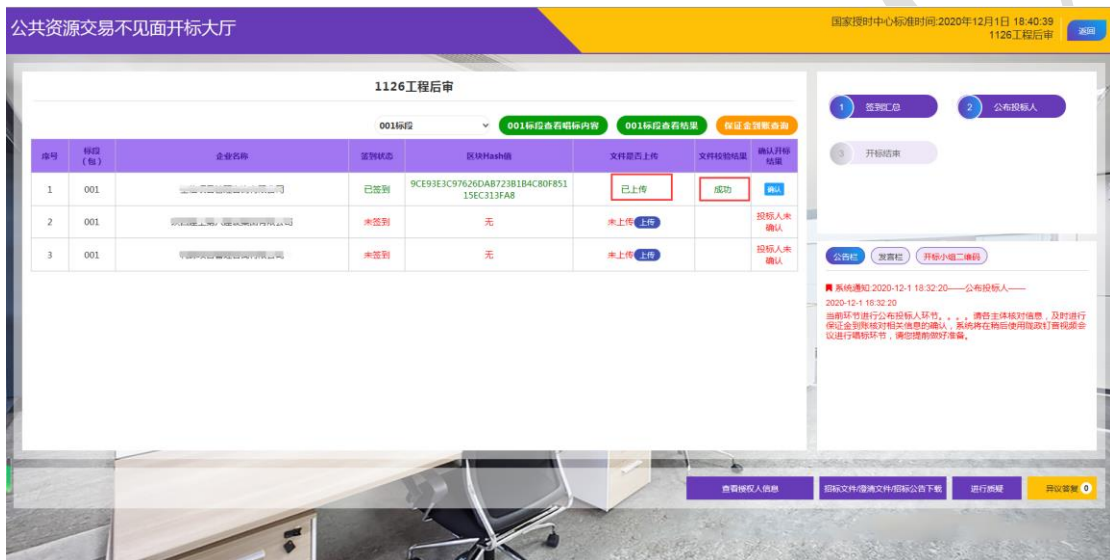 公共资源交易不见面开标大厅
国家授时中心标准时间:2020年12月1日 18:40:39
1126工程后审
返回
1126工程后审
001标段
001标段查看唱标内容
001标段查看结果
保证金到账查询
序号 标段（包） 企业名称 签到状态 区块Hash值 文件是否上传 文件校验结果 确认开标结果
1 001 已签到 9CE93E3C97626DAB723B1B4C80F85115EC313FA8 已上传 成功 确认
2 001 未签到 无 未上传 上传 投标人未确认
3 001 未签到 无 未上传 上传 投标人未确认
1 签到汇总
2 公布投标人
3 开标结束
公告栏 发言栏 开标小组二维码
系统通知:2020-12-1 18:32:20——公布投标人——
2020-12-1 18:32:20
当前环节进行公布投标人环节。。。。请各主体核对信息，及时进行
保证金到账核对相关信息的确认，系统将在稍后使用陇政钉音视频会
议进行唱标环节，请您提前做好准备。
查看授权人信息
招标文件/澄清文件/招标公告下载
进行质疑
异议答复 0